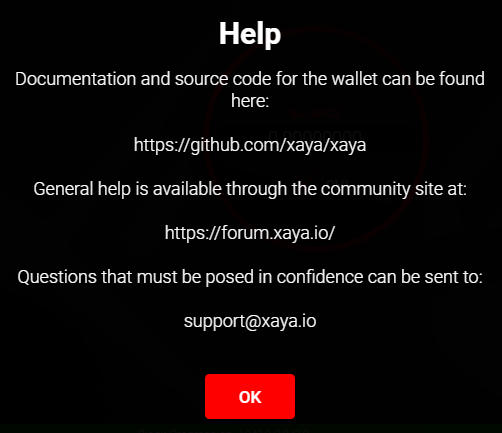 Help
Documentation and source code for the wallet can be found
here:
https://github.com/xaya/xaya
General help is available through the community site at:
https://forum.xaya.io/
Questions that must be posed in confidence can be sent to:
support@xaya.io
OK